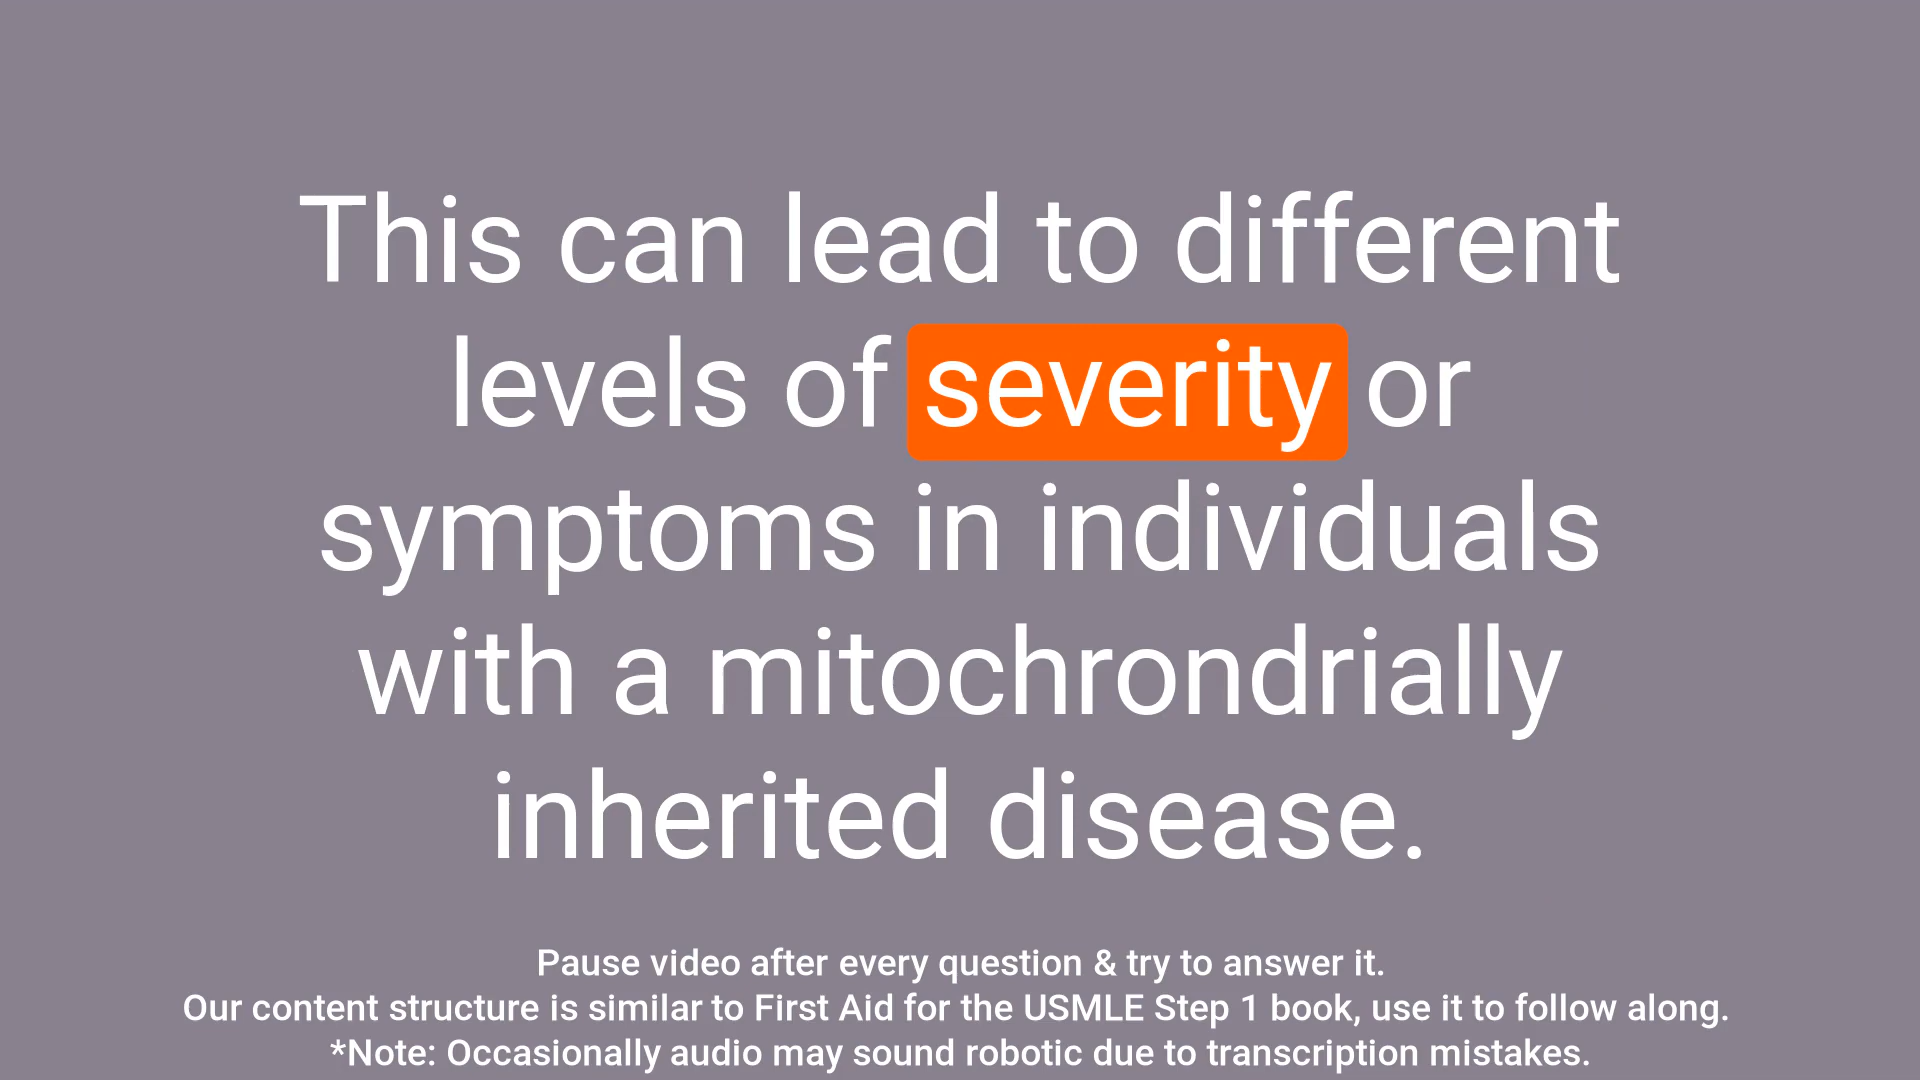 This can lead to different
levels of severity or
symptoms in individuals
with a mitochrondrially
inherited disease.
Pause video after every question & try to answer it.
Our content structure is similar to First Aid for the USMLE Step 1 book, use it to follow along.
*Note: Occasionally audio may sound robotic due to transcription mistakes.